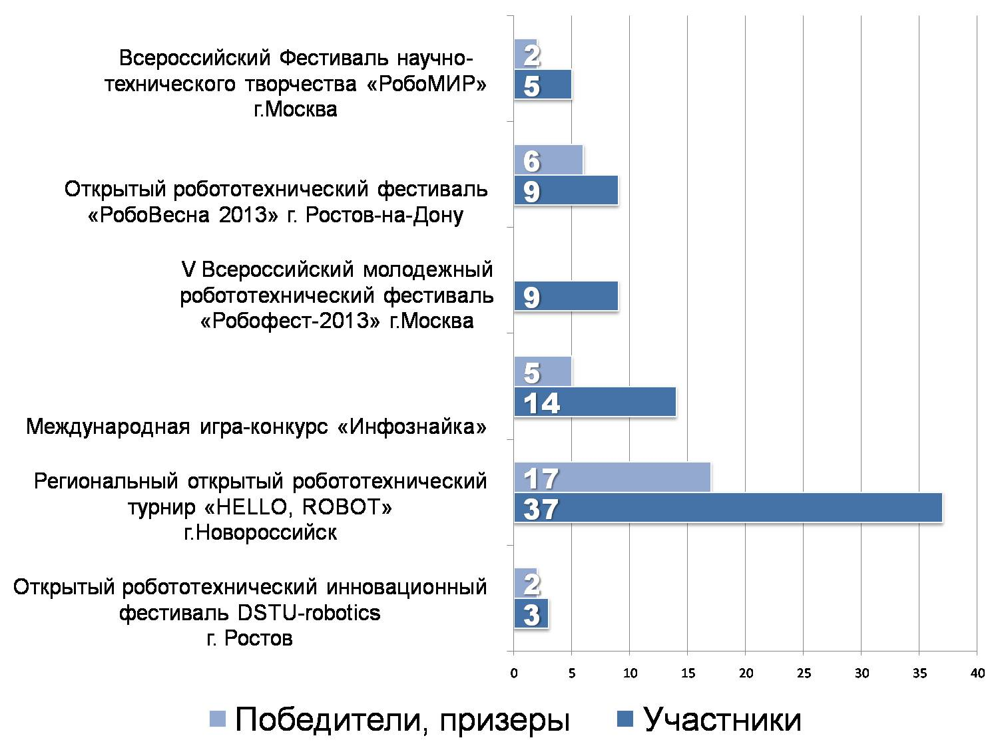 Всероссийский Фестиваль научно-
технического творчества «РобоМИР»
г.Москва
2
5
Открытый робототехнический фестиваль
«РобоВесна 2013» г. Ростов-на-Дону
6
9
V Всероссийский молодежный
робототехнический фестиваль
«Робофест-2013» г.Москва
9
Международная игра-конкурс «Инфознайка»
5
14
Региональный открытый робототехнический
турнир «HELLO, ROBOT»
г.Новороссийск
17
37
Открытый робототехнический инновационный
фестиваль DSTU-robotics
г. Ростов
2
3
0 5 10 15 20 25 30 35 40
Победители, призеры Участники